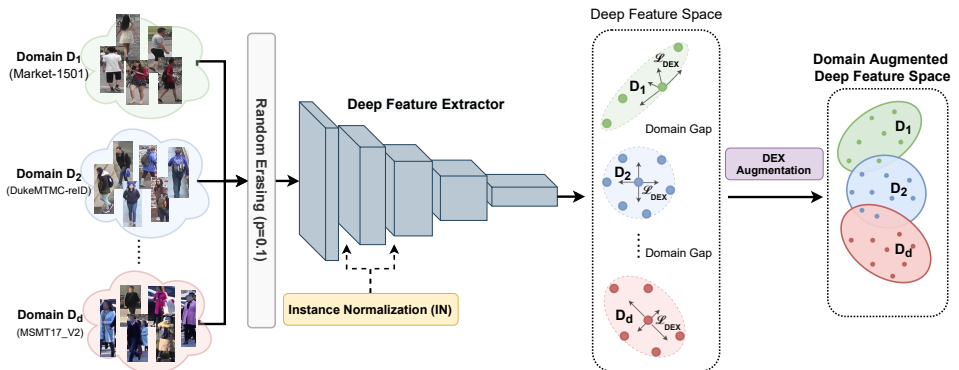 Domain D1
(Market-1501)
Domain D2
(DukeMTMC-reID)
Domain Dd
(MSMT17_V2)
Random Erasing (p=0.1)
Deep Feature Extractor
Instance Normalization (IN)
Deep Feature Space
D1
ℒDEX
Domain Gap
D2
ℒDEX
Domain Gap
Dd
ℒDEX
DEX
Augmentation
Domain Augmented
Deep Feature Space
D1
D2
Dd